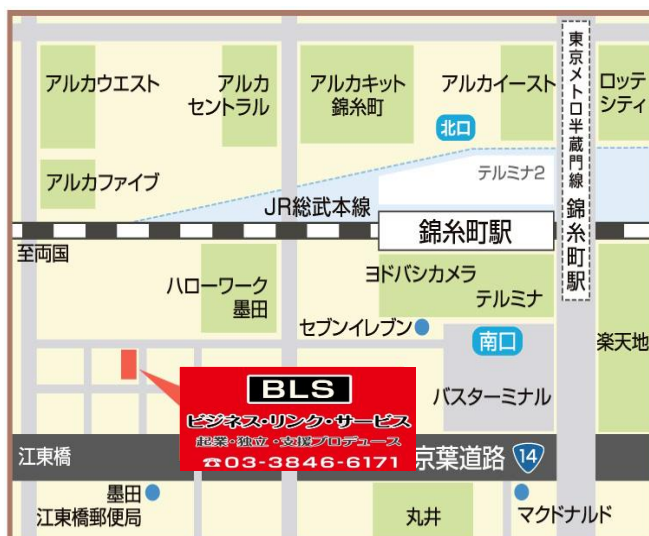 アルカウエスト
アルカ
セントラル
アルカキット
錦糸町
アルカイースト
東京メトロ半蔵門線 錦糸町駅
ロッテ
シティ
北口
アルカファイブ
テルミナ2
JR総武本線
錦糸町駅
至両国
ハローワーク
墨田
ヨドバシカメラ
テルミナ
セブンイレブン
南口
楽天地
バスターミナル
BLS
ビジネス・リンク・サービス
起業・独立・支援プロデュース
☎03-3846-6171
江東橋
京葉道路 14
墨田
江東橋郵便局
丸井
マクドナルド